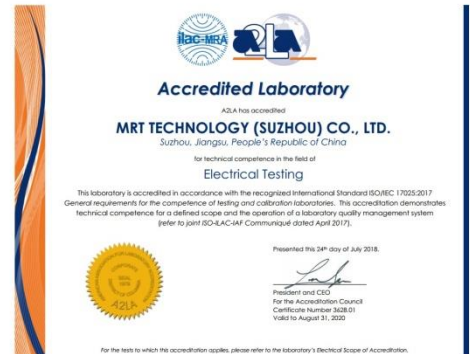 ilac-MRA
A2LA
Accredited Laboratory
A2LA has accredited
MRT TECHNOLOGY (SUZHOU) CO., LTD.
Suzhou, Jiangsu, People's Republic of China
for technical competence in the field of
Electrical Testing
This laboratory is accredited in accordance with the recognized International Standard ISO/IEC 17025:2017
General requirements for the competence of testing and calibration laboratories. This accreditation demonstrates
technical competence for a defined scope and the operation of a laboratory quality management system
(refer to joint ISO-ILAC-IAF Communiqué dated April 2017).
Presented this 24th day of July 2018.
President and CEO
For the Accreditation Council
Certificate Number 3628.01
Valid to August 31, 2020
CORPORATE
SEAL
1978
A2LA
For the tests to which this accreditation applies, please refer to the laboratory's Electrical Scope of Accreditation.